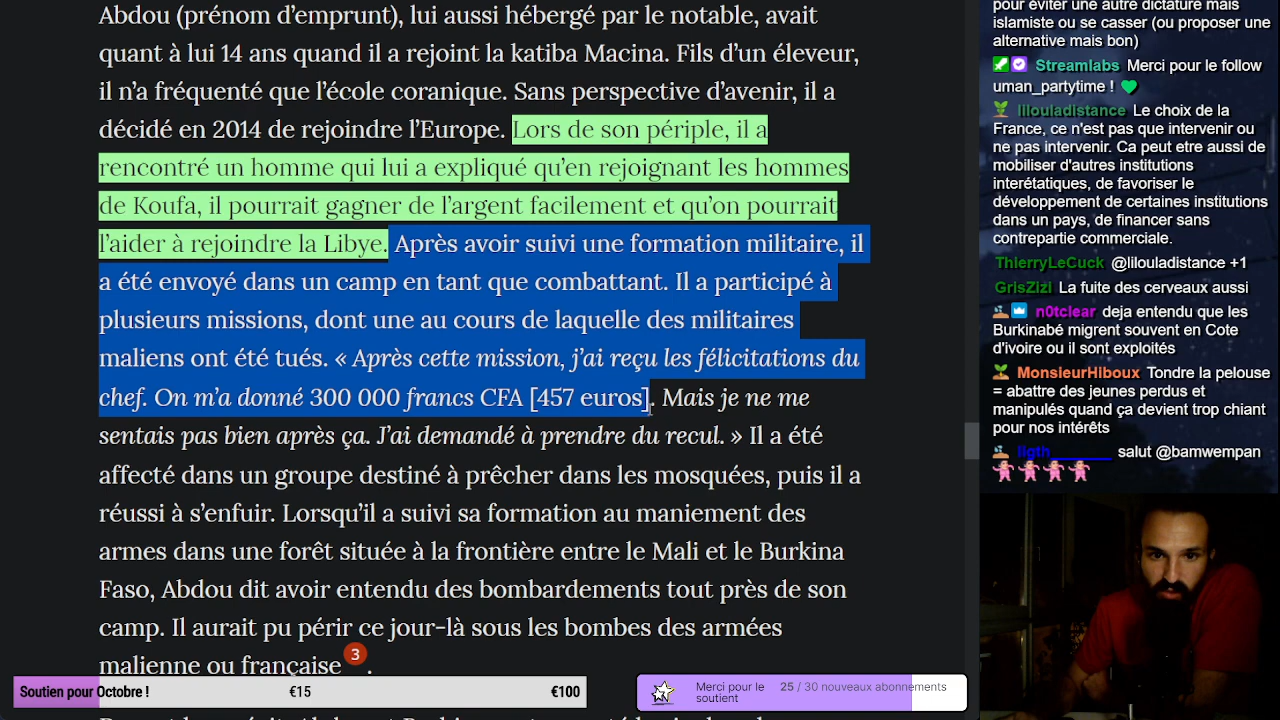 Abdou (prénom d’emprunt), lui aussi hébergé par le notable, avait
quant à lui 14 ans quand il a rejoint la katiba Macina. Fils d’un éleveur,
il n’a fréquenté que l’école coranique. Sans perspective d’avenir, il a
décidé en 2014 de rejoindre l’Europe. Lors de son périple, il a
rencontré un homme qui lui a expliqué qu’en rejoignant les hommes
de Koufa, il pourrait gagner de l’argent facilement et qu’on pourrait
l’aider à rejoindre la Libye. Après avoir suivi une formation militaire, il
a été envoyé dans un camp en tant que combattant. Il a participé à
plusieurs missions, dont une au cours de laquelle des militaires
maliens ont été tués. « Après cette mission, j’ai reçu les félicitations du
chef. On m’a donné 300 000 francs CFA [457 euros]. Mais je ne me
sentais pas bien après ça. J’ai demandé à prendre du recul. » Il a été
affecté dans un groupe destiné à prêcher dans les mosquées, puis il a
réussi à s’enfuir. Lorsqu’il a suivi sa formation au maniement des
armes dans une forêt située à la frontière entre le Mali et le Burkina
Faso, Abdou dit avoir entendu des bombardements tout près de son
camp. Il aurait pu périr ce jour-là sous les bombes des armées
malienne ou française 3 .
pour éviter une autre dictature mais
islamiste ou se casser (ou proposer une
alternative mais bon)
Streamlabs Merci pour le follow
uman_partytime !
lilouladistance Le choix de la
France, ce n'est pas que intervenir ou
ne pas intervenir. Ca peut etre aussi de
mobiliser d'autres institutions
interétatiques, de favoriser le
développement de certaines institutions
dans un pays, de financer sans
contrepartie commerciale.
ThIerryLeCuck @lilouladistance +1
GrisZizi La fuite des cerveaux aussi
n0tclear deja entendu que les
Burkinabé migrent souvent en Cote
d'ivoire ou il sont exploités
MonsieurHiboux Tondre la pelouse
= abattre des jeunes perdus et
manipulés quand ça devient trop chiant
pour nos intérêts
salut @bamwempan
Soutien pour Octobre ! €15 €100
Merci pour le
soutien
25 / 30 nouveaux abonnements